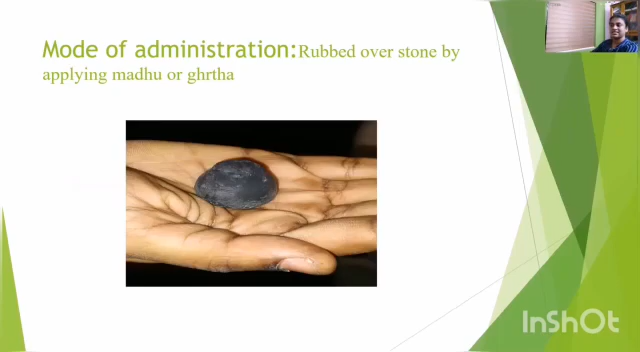 Mode of administration:Rubbed over stone by
applying madhu or ghrtha
InShOt